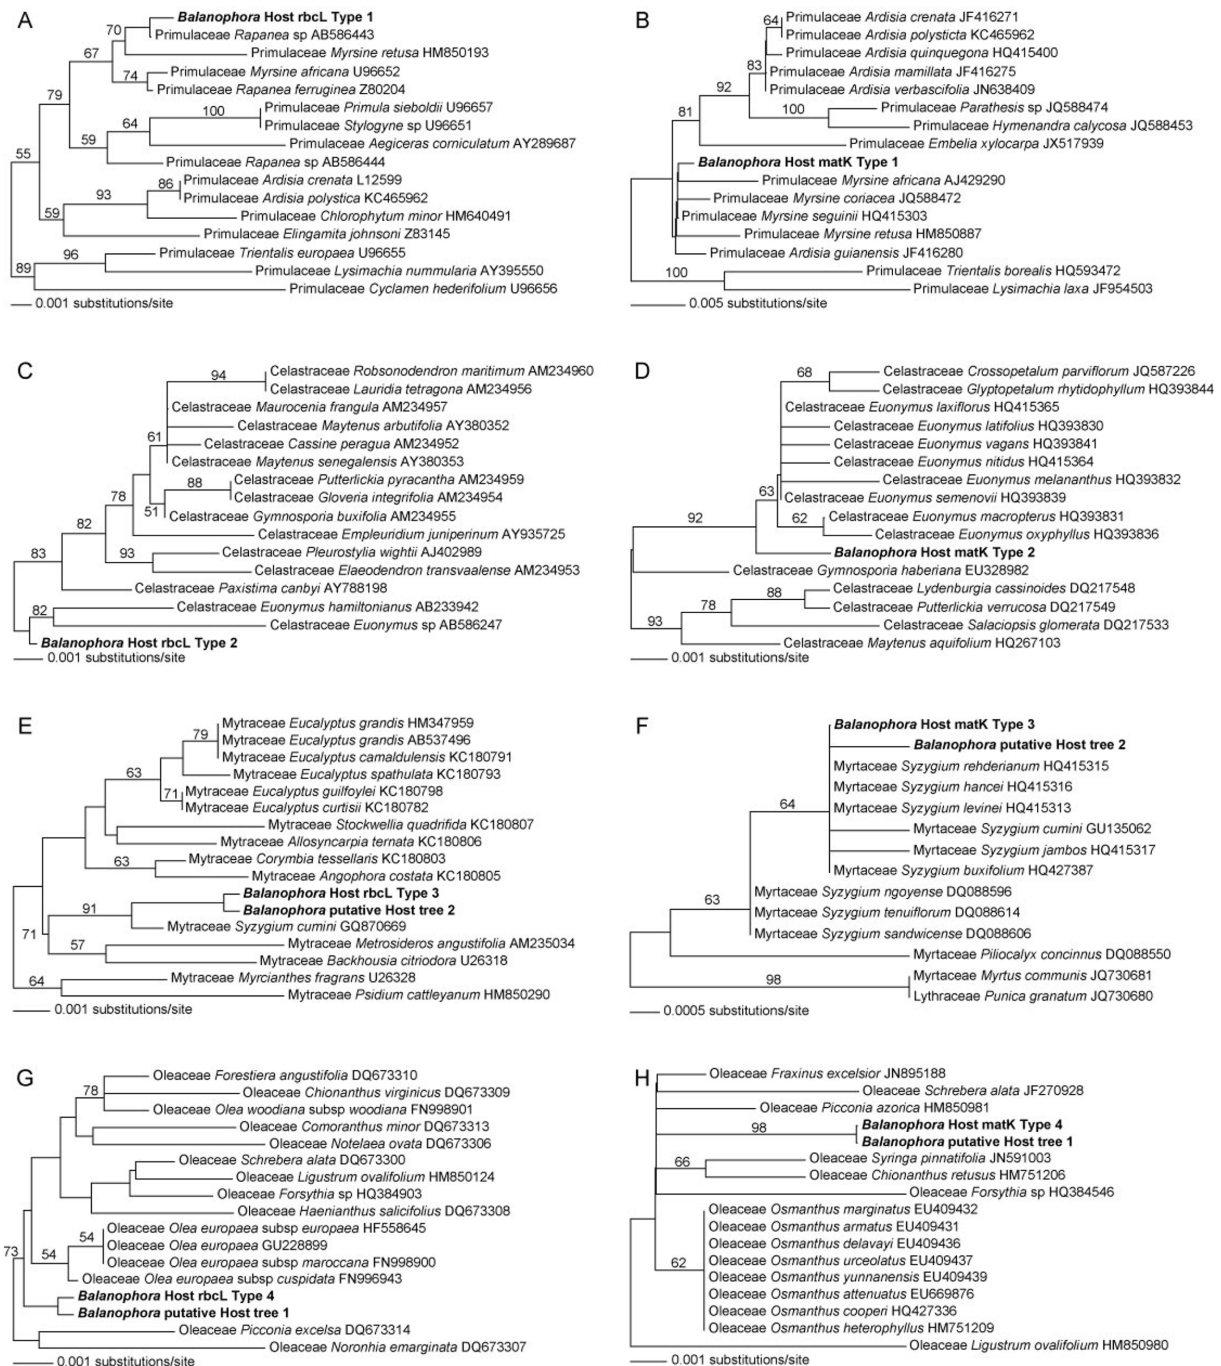 A
Balanophora Host rbcL Type 1
70
Primulaceae Rapanea sp AB586443
67
Primulaceae Myrsine retusa HM850193
Primulaceae Myrsine africana U96652
74
Primulaceae Rapanea ferruginea Z80204
79
Primulaceae Primula sieboldii U96657
100
Primulaceae Stylogyne sp U96651
64
59
Primulaceae Aegiceras corniculatum AY289687
55
Primulaceae Rapanea sp AB586444
Primulaceae Ardisia crenata L12599
86
93
Primulaceae Ardisia polystica KC465962
59
Primulaceae Chlorophytum minor HM640491
Primulaceae Elingamita johnsoni Z83145
96
Primulaceae Trientalis europaea U96655
89
Primulaceae Lysimachia nummularia AY395550
Primulaceae Cyclamen hederifolium U96656
0.001 substitutions/site
B
Primulaceae Ardisia crenata JF416271
64
Primulaceae Ardisia polysticta KC465962
Primulaceae Ardisia quinquegona HQ415400
83
Primulaceae Ardisia mamillata JF416275
92
Primulaceae Ardisia verbascifolia JN638409
100
Primulaceae Parathesis sp JQ588474
81
Primulaceae Hymenandra calycosa JQ588453
Primulaceae Embelia xylocarpa JX517939
Balanophora Host matK Type 1
Primulaceae Myrsine africana AJ429290
Primulaceae Myrsine coriacea JQ588472
Primulaceae Myrsine seguinii HQ415303
Primulaceae Myrsine retusa HM850887
Primulaceae Ardisia guianensis JF416280
100
Primulaceae Trientalis borealis HQ593472
Primulaceae Lysimachia laxa JF954503
0.005 substitutions/site
C
Celastraceae Robsonodendron maritimum AM234960
94
Celastraceae Lauridia tetragona AM234956
Celastraceae Maurocenia frangula AM234957
Celastraceae Maytenus arbutifolia AY380352
61
Celastraceae Cassine peragua AM234952
Celastraceae Maytenus senegalensis AY380353
Celastraceae Putterlickia pyracantha AM234959
88
78
Celastraceae Gloveria integrifolia AM234954
51
Celastraceae Gymnosporia buxifolia AM234955
82
Celastraceae Empleuridium juniperinum AY935725
83
93
Celastraceae Pleurostylia wightii AJ402989
Celastraceae Elaeodendron transvaalense AM234953
Celastraceae Paxistima canbyi AY788198
82
Celastraceae Euonymus hamiltonianus AB233942
Celastraceae Euonymus sp AB586247
Balanophora Host rbcL Type 2
0.001 substitutions/site
D
68
Celastraceae Crossopetalum parviflorum JQ587226
Celastraceae Glyptopetalum rhytidophyllum HQ393844
Celastraceae Euonymus laxiflorus HQ415365
Celastraceae Euonymus latifolius HQ393830
Celastraceae Euonymus vagans HQ393841
Celastraceae Euonymus nitidus HQ415364
Celastraceae Euonymus melananthus HQ393832
63
Celastraceae Euonymus semenovii HQ393839
92
62
Celastraceae Euonymus macropterus HQ393831
Celastraceae Euonymus oxyphyllus HQ393836
Balanophora Host matK Type 2
Celastraceae Gymnosporia haberiana EU328982
88
Celastraceae Lydenburgia cassinoides DQ217548
78
Celastraceae Putterlickia verrucosa DQ217549
93
Celastraceae Salaciopsis glomerata DQ217533
Celastraceae Maytenus aquifolium HQ267103
0.001 substitutions/site
E
Mytraceae Eucalyptus grandis HM347959
79
Mytraceae Eucalyptus grandis AB537496
Mytraceae Eucalyptus camaldulensis KC180791
63
Mytraceae Eucalyptus spathulata KC180793
71
Mytraceae Eucalyptus guilfoylei KC180798
Mytraceae Eucalyptus curtisii KC180782
Mytraceae Stockwellia quadrifida KC180807
Mytraceae Allosyncarpia ternata KC180806
63
Mytraceae Corymbia tessellaris KC180803
Mytraceae Angophora costata KC180805
Balanophora Host rbcL Type 3
91
Balanophora putative Host tree 2
71
Mytraceae Syzygium cumini GQ870669
57
Mytraceae Metrosideros angustifolia AM235034
Mytraceae Backhousia citriodora U26318
64
Mytraceae Myrcianthes fragrans U26328
Mytraceae Psidium cattleyanum HM850290
0.001 substitutions/site
F
Balanophora Host matK Type 3
Balanophora putative Host tree 2
Myrtaceae Syzygium rehderianum HQ415315
Myrtaceae Syzygium hancei HQ415316
64
Myrtaceae Syzygium levinei HQ415313
Myrtaceae Syzygium cumini GU135062
Myrtaceae Syzygium jambos HQ415317
Myrtaceae Syzygium buxifolium HQ427387
63
Myrtaceae Syzygium ngoyense DQ088596
Myrtaceae Syzygium tenuiflorum DQ088614
Myrtaceae Syzygium sandwicense DQ088606
Myrtaceae Piliocalyx concinnus DQ088550
98
Myrtaceae Myrtus communis JQ730681
Lythraceae Punica granatum JQ730680
0.0005 substitutions/site
G
Oleaceae Forestiera angustifolia DQ673310
78
Oleaceae Chionanthus virginicus DQ673309
Oleaceae Olea woodiana subsp woodiana FN998901
Oleaceae Comoranthus minor DQ673313
Oleaceae Notelaea ovata DQ673306
Oleaceae Schrebera alata DQ673300
Oleaceae Ligustrum ovalifolium HM850124
Oleaceae Forsythia sp HQ384903
Oleaceae Haenianthus salicifolius DQ673308
Oleaceae Olea europaea subsp europaea HF558645
54
Oleaceae Olea europaea GU228899
73
54
Oleaceae Olea europaea subsp maroccana FN998900
Oleaceae Olea europaea subsp cuspidata FN996943
Balanophora Host rbcL Type 4
Balanophora putative Host tree 1
Oleaceae Picconia excelsa DQ673314
Oleaceae Noronhia emarginata DQ673307
0.001 substitutions/site
H
Oleaceae Fraxinus excelsior JN895188
Oleaceae Schrebera alata JF270928
Oleaceae Picconia azorica HM850981
98
Balanophora Host matK Type 4
Balanophora putative Host tree 1
66
Oleaceae Syringa pinnatifolia JN591003
Oleaceae Chionanthus retusus HM751206
Oleaceae Forsythia sp HQ384546
Oleaceae Osmanthus marginatus EU409432
Oleaceae Osmanthus armatus EU409431
Oleaceae Osmanthus delavayi EU409436
62
Oleaceae Osmanthus urceolatus EU409437
Oleaceae Osmanthus yunnanensis EU409439
Oleaceae Osmanthus attenuatus EU669876
Oleaceae Osmanthus cooperi HQ427336
Oleaceae Osmanthus heterophyllus HM751209
Oleaceae Ligustrum ovalifolium HM850980
0.001 substitutions/site